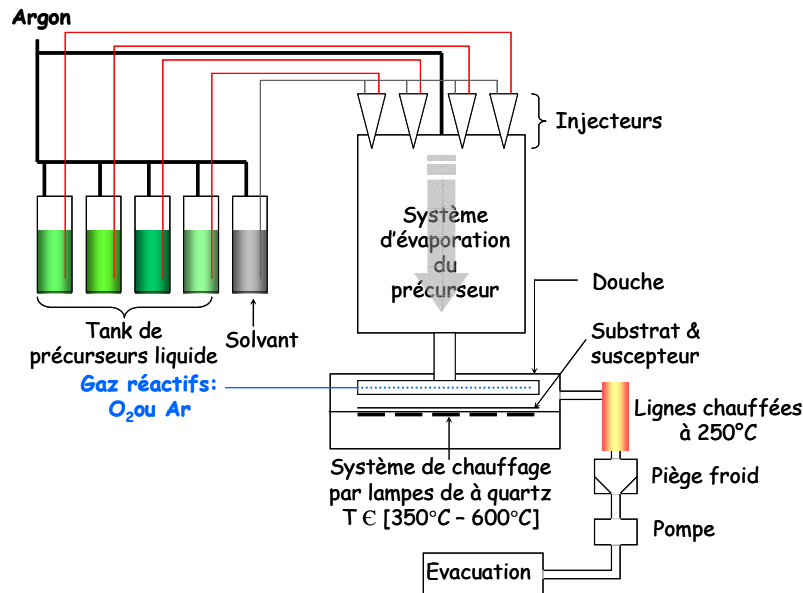 Argon
Injecteurs
Système
d'évaporation
du
précurseur
Douche
Substrat &
suscepteur
Tank de
précurseurs liquide
Solvant
Gaz réactifs:
O₂ou Ar
Lignes chauffées
à 250°C
Système de chauffage
par lampes de à quartz
T Є [350°C – 600°C]
Piège froid
Pompe
Evacuation